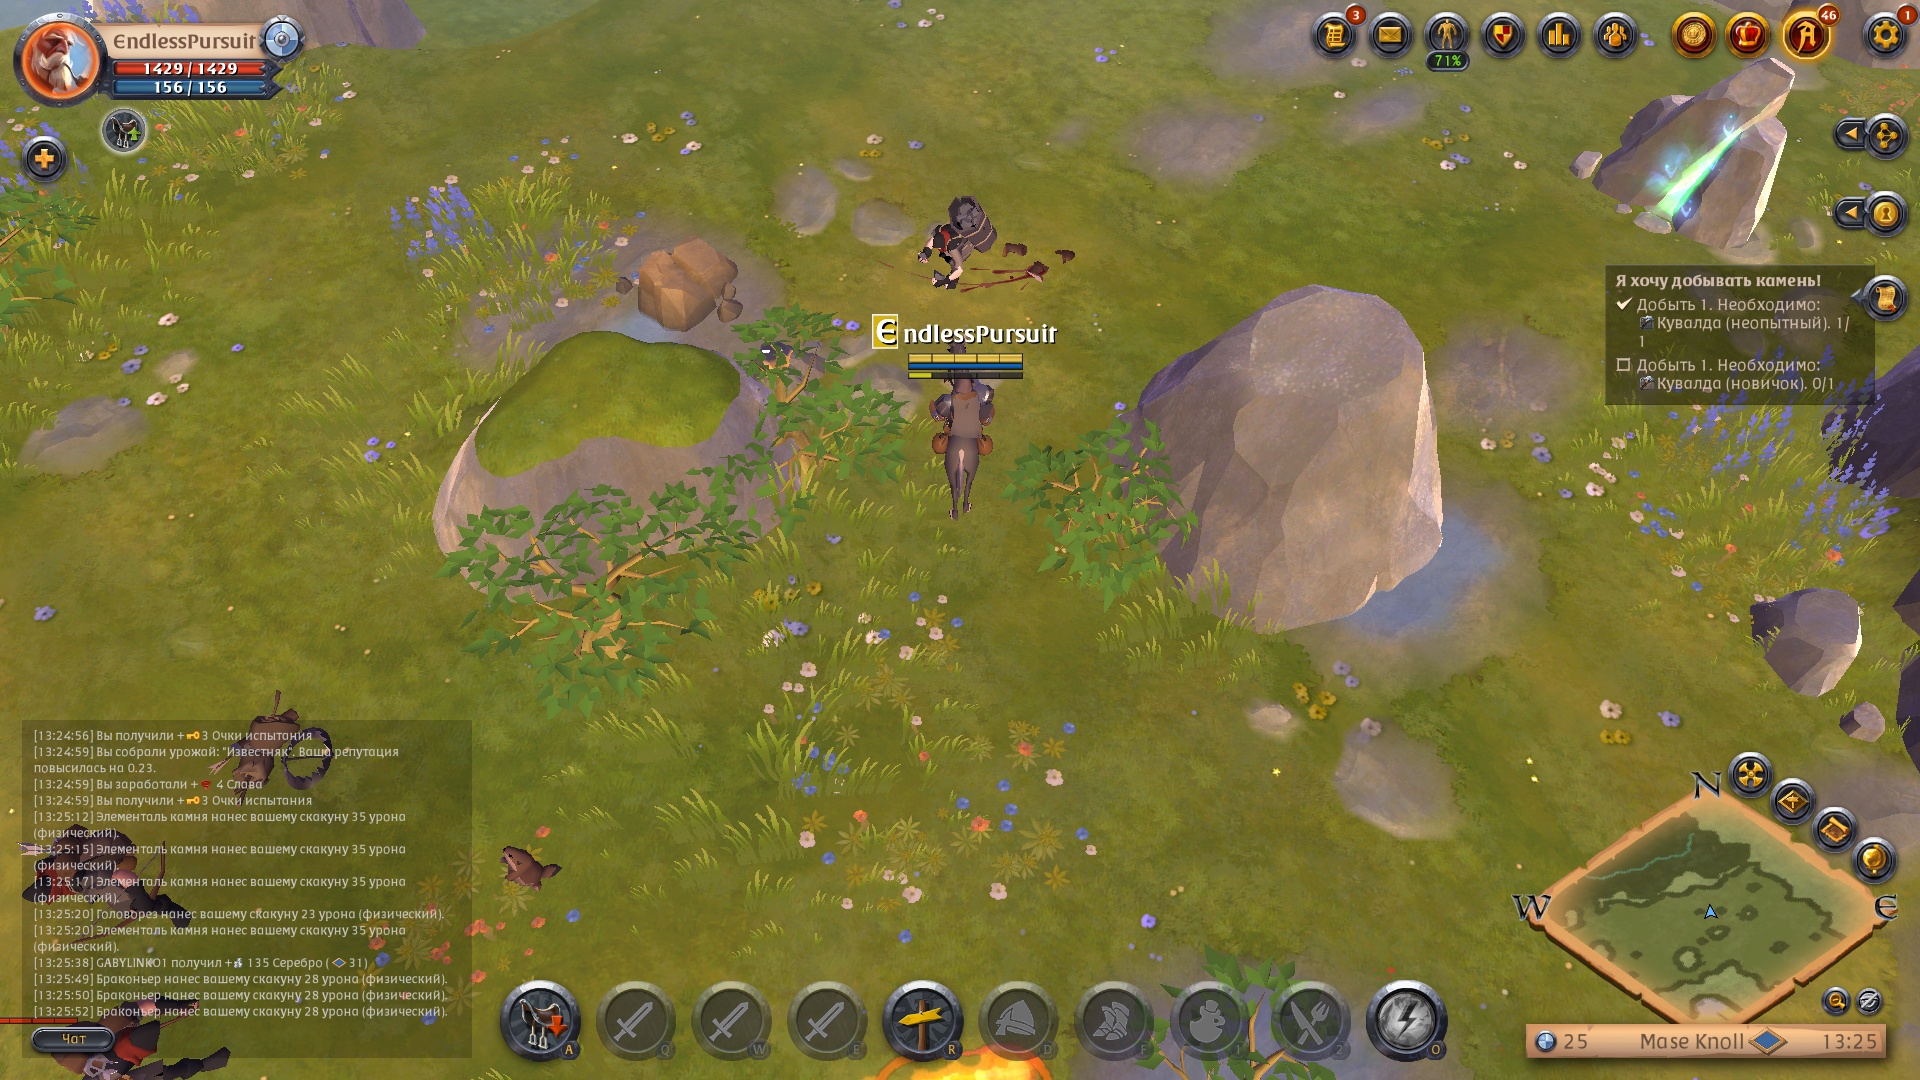 EndlessPursuit
1429 / 1429
156 / 156
3
71%
46
1
Я хочу добывать камень!
Добыть 1. Необходимо:
Кувалда (неопытный). 1/
1
Добыть 1. Необходимо:
Кувалда (новичок). 0/1
EndlessPursuit
[13:24:56] Вы получили + 3 Очки испытания
[13:24:59] Вы собрали урожай: "Известняк". Ваша репутация
повысилась на 0.23.
[13:24:59] Вы заработали + 4 Слава
[13:24:59] Вы получили + 3 Очки испытания
[13:25:12] Элементаль камня нанес вашему скакуну 35 урона
(физический).
[13:25:15] Элементаль камня нанес вашему скакуну 35 урона
(физический).
[13:25:17] Элементаль камня нанес вашему скакуну 35 урона
(физический).
[13:25:20] Головорез нанес вашему скакуну 23 урона (физический).
[13:25:20] Элементаль камня нанес вашему скакуну 35 урона
(физический).
[13:25:38] GABYLINKO1 получил + 135 Серебро ( 31)
[13:25:49] Браконьер нанес вашему скакуну 28 урона (физический).
[13:25:50] Браконьер нанес вашему скакуну 28 урона (физический).
[13:25:52] Браконьер нанес вашему скакуну 28 урона (физический).
Чат
A
Q
W
E
R
D
F
1
2
O
N
W
E
25
Mase Knoll
13:25